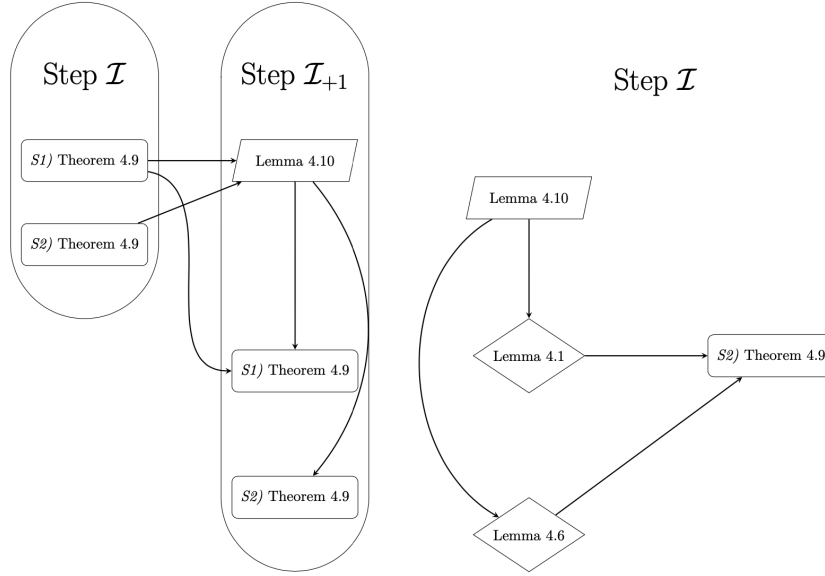 Step $\mathcal{I}$
S1) Theorem 4.9
S2) Theorem 4.9
Step $\mathcal{I}_{+1}$
Lemma 4.10
S1) Theorem 4.9
S2) Theorem 4.9
Step $\mathcal{I}$
Lemma 4.10
Lemma 4.1
S2) Theorem 4.9
Lemma 4.6